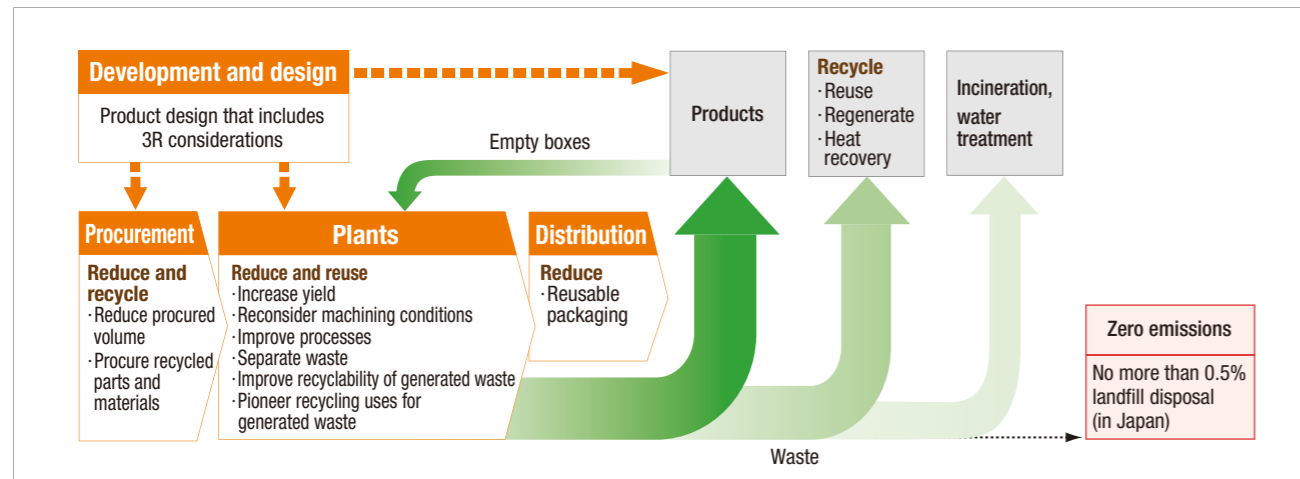 Development and design
Product design that includes
3R considerations
Empty boxes
Products
Recycle
·Reuse
·Regenerate
·Heat
recovery
Incineration,
water
treatment
Procurement
Reduce and
recycle
·Reduce procured
volume
·Procure recycled
parts and
materials
Plants
Reduce and reuse
·Increase yield
·Reconsider machining conditions
·Improve processes
·Separate waste
·Improve recyclability of generated waste
·Pioneer recycling uses for
generated waste
Distribution
Reduce
·Reusable
packaging
Waste
Zero emissions
No more than 0.5%
landfill disposal
(in Japan)